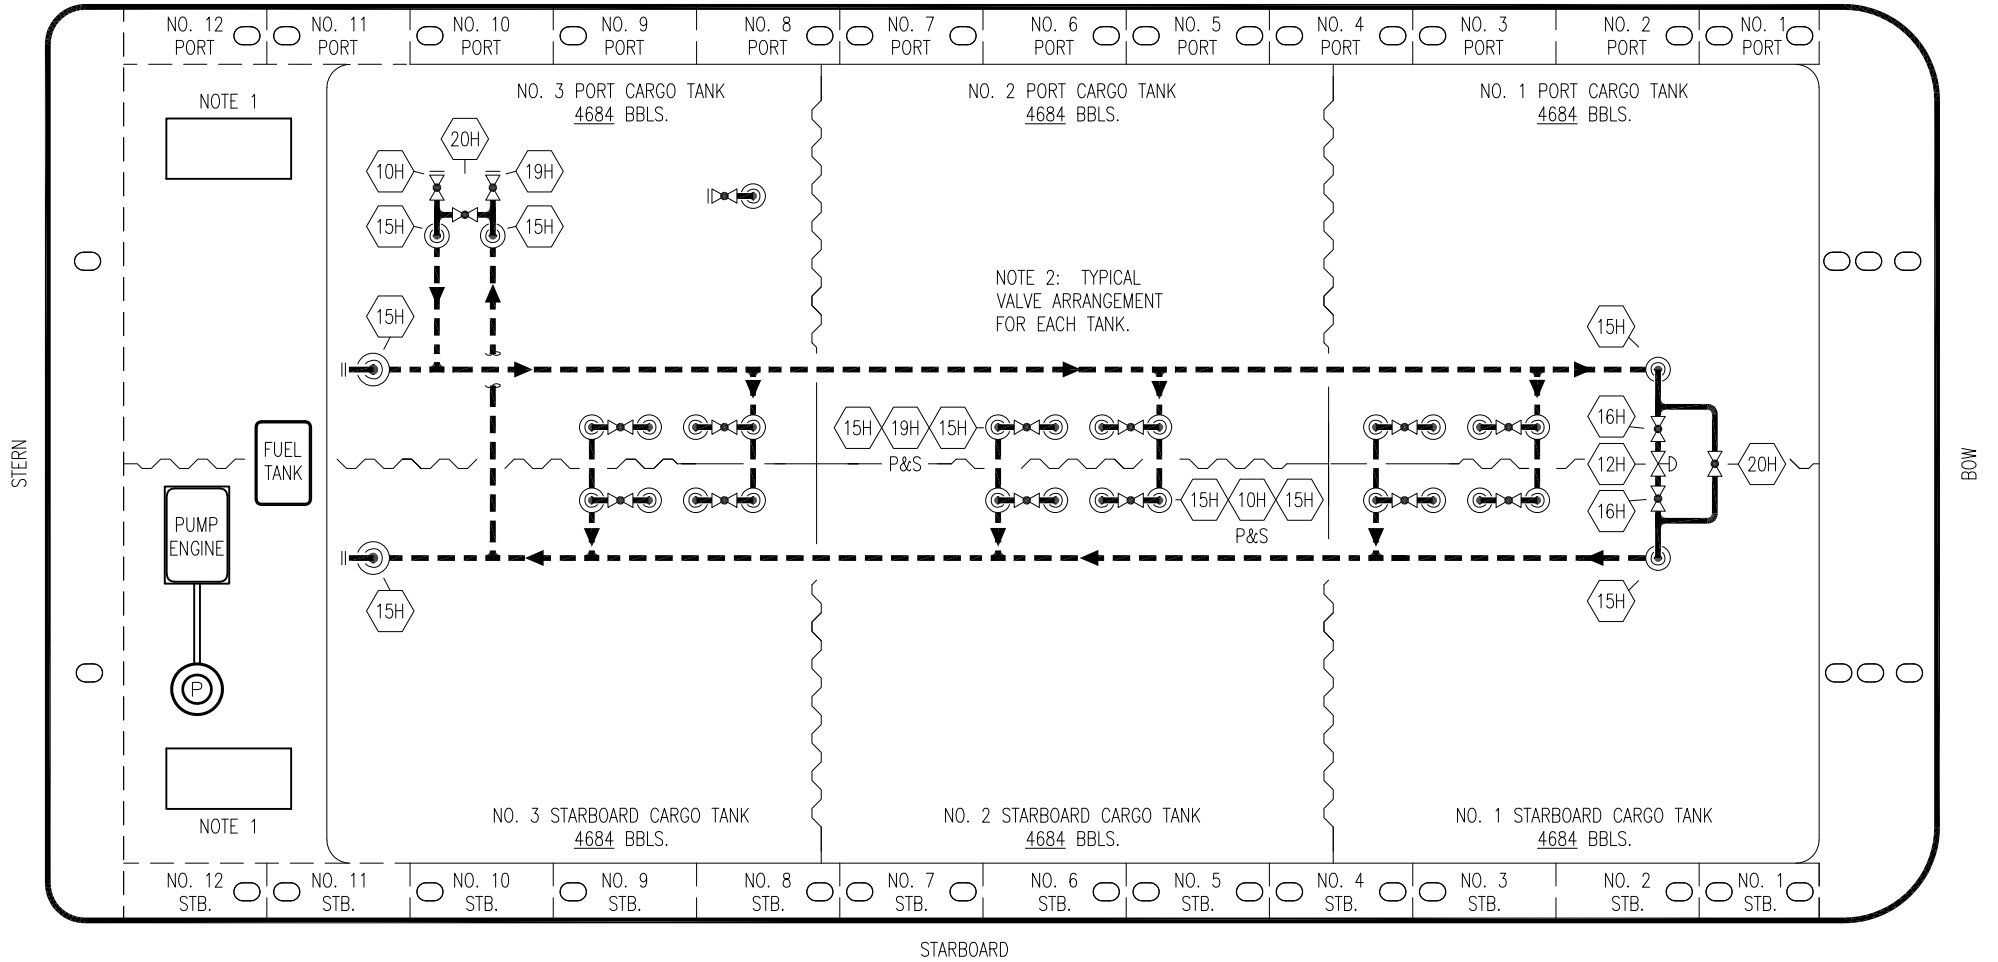 NO. 12
PORT
NO. 11
PORT
NO. 10
PORT
NO. 9
PORT
NO. 8
PORT
NO. 7
PORT
NO. 6
PORT
NO. 5
PORT
NO. 4
PORT
NO. 3
PORT
NO. 2
PORT
NO. 1
PORT
NOTE 1
NO. 3 PORT CARGO TANK
4684 BBLS.
NO. 2 PORT CARGO TANK
4684 BBLS.
NO. 1 PORT CARGO TANK
4684 BBLS.
20H
10H
19H
15H
15H
NOTE 2: TYPICAL
VALVE ARRANGEMENT
FOR EACH TANK.
15H
15H
16H
15H 19H 15H
P&S
FUEL
TANK
STERN
12H
20H
BOW
15H 10H 15H
P&S
16H
PUMP
ENGINE
15H
15H
P
NO. 3 STARBOARD CARGO TANK
4684 BBLS.
NO. 2 STARBOARD CARGO TANK
4684 BBLS.
NO. 1 STARBOARD CARGO TANK
4684 BBLS.
NOTE 1
NO. 12
STB.
NO. 11
STB.
NO. 10
STB.
NO. 9
STB.
NO. 8
STB.
NO. 7
STB.
NO. 6
STB.
NO. 5
STB.
NO. 4
STB.
NO. 3
STB.
NO. 2
STB.
NO. 1
STB.
STARBOARD